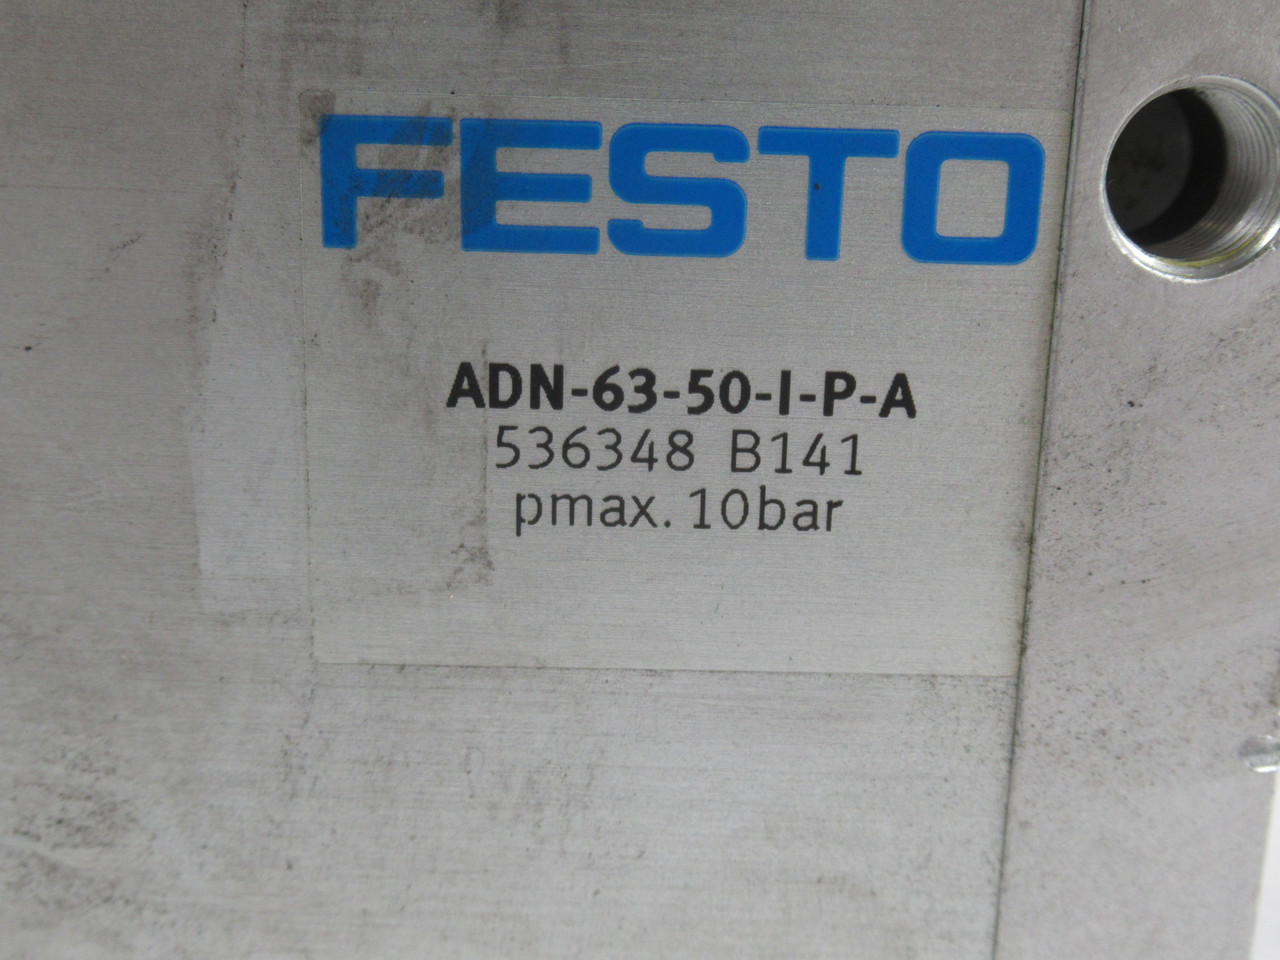 FESTO
ADN-63-50-I-P-A
536348 B141
pmax. 10bar